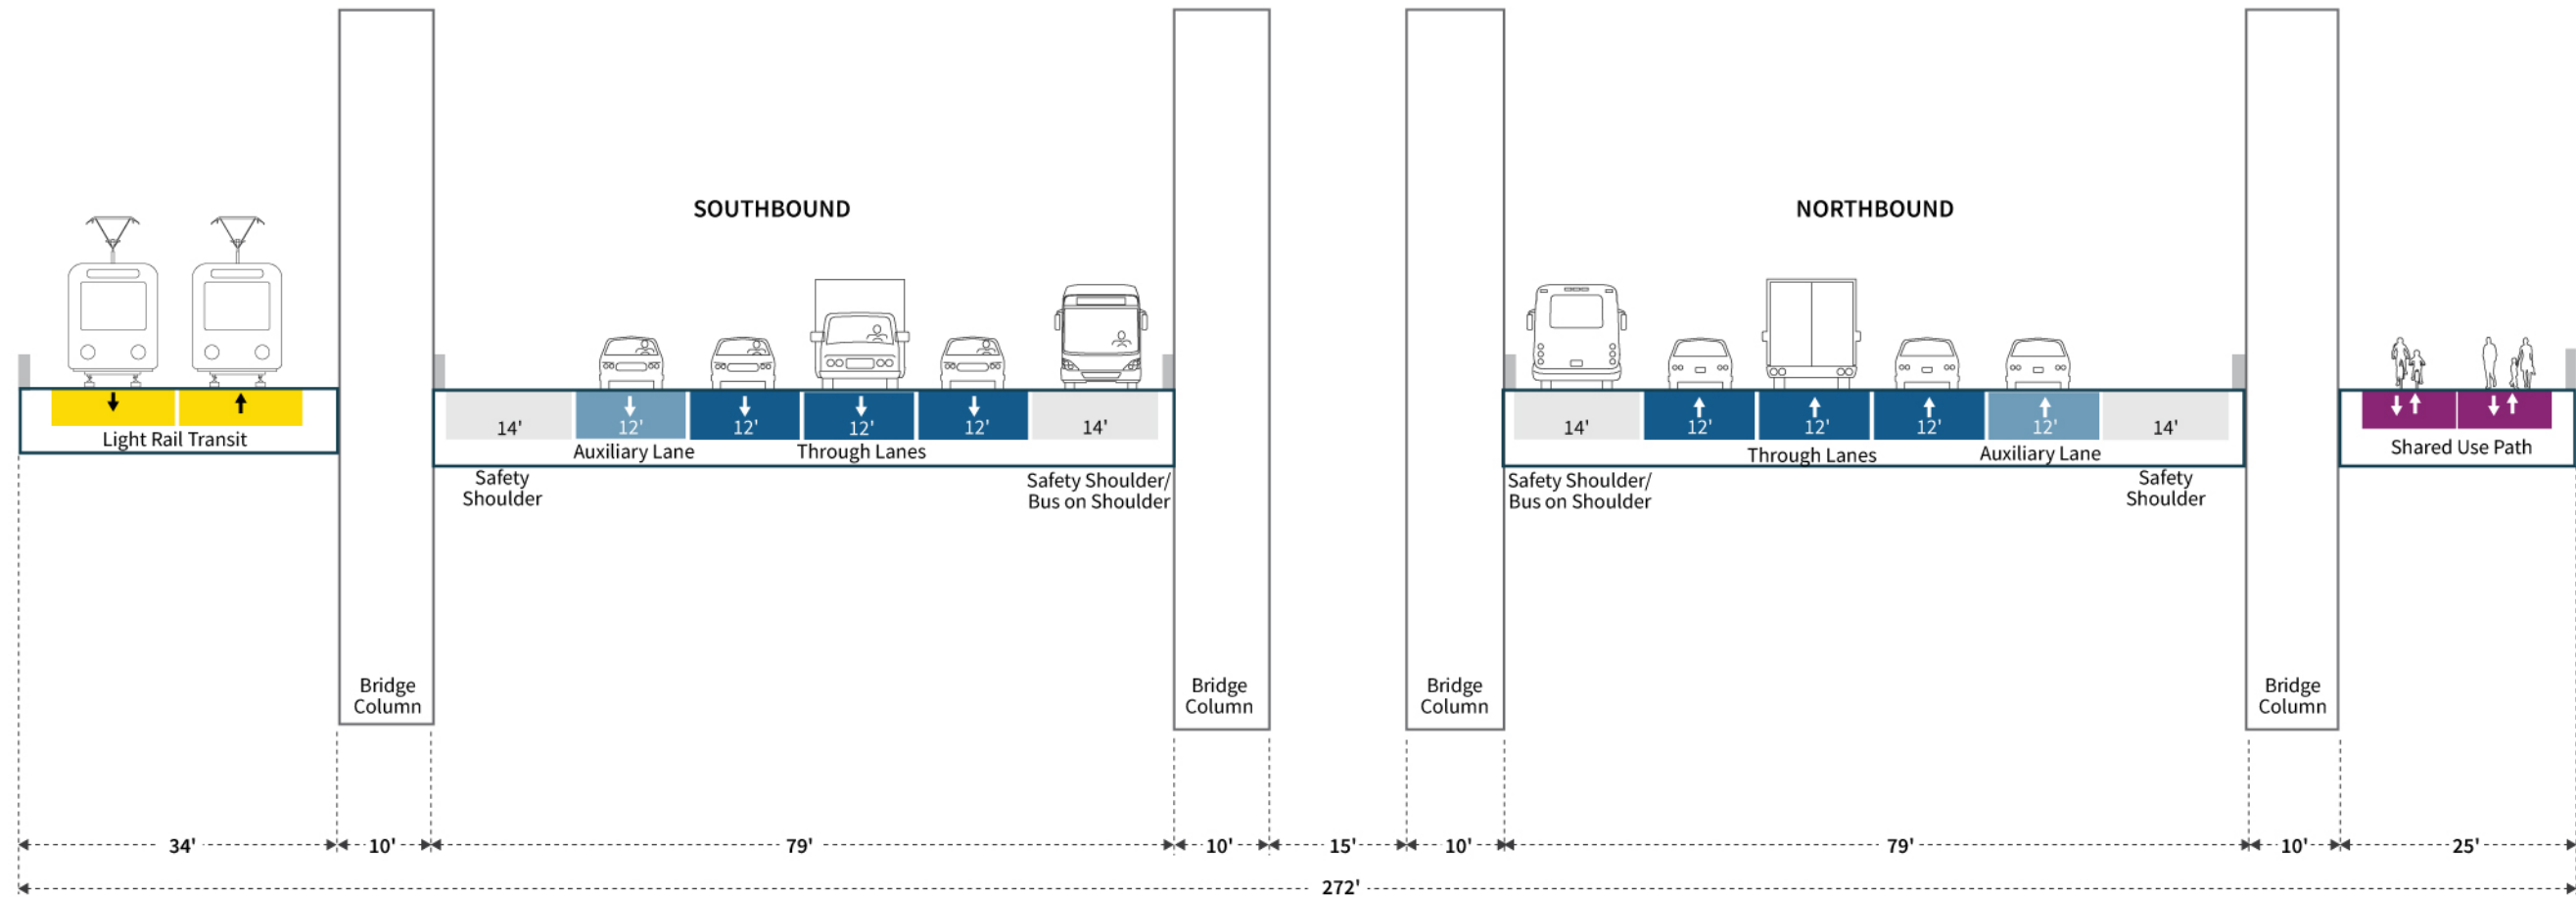 SOUTHBOUND
NORTHBOUND
14'
12'
12'
12'
12'
14'
14'
12'
12'
12'
12'
14'
Light Rail Transit
Auxiliary Lane
Through Lanes
Through Lanes
Auxiliary Lane
Shared Use Path
Safety
Shoulder
Safety Shoulder/
Bus on Shoulder
Safety Shoulder/
Bus on Shoulder
Safety
Shoulder
Bridge
Column
Bridge
Column
Bridge
Column
Bridge
Column
34'
10'
79'
10'
15'
10'
79'
10'
25'
272'